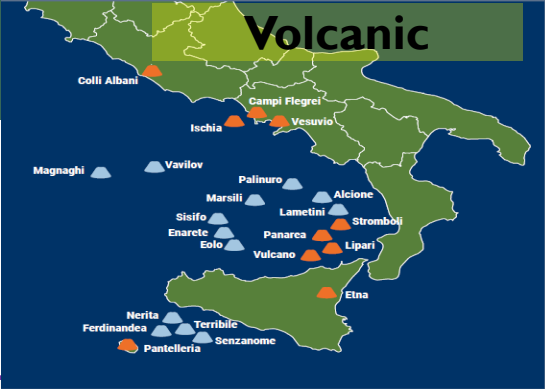 Volcanic
Colli Albani
Campi Flegrei
Ischia
Vesuvio
Magnaghi
Vavilov
Palinuro
Marsili
Alcione
Lametini
Sisifo
Stromboli
Enarete
Panarea
Eolo
Lipari
Vulcano
Etna
Nerita
Ferdinandea
Terribile
Senzanome
Pantelleria